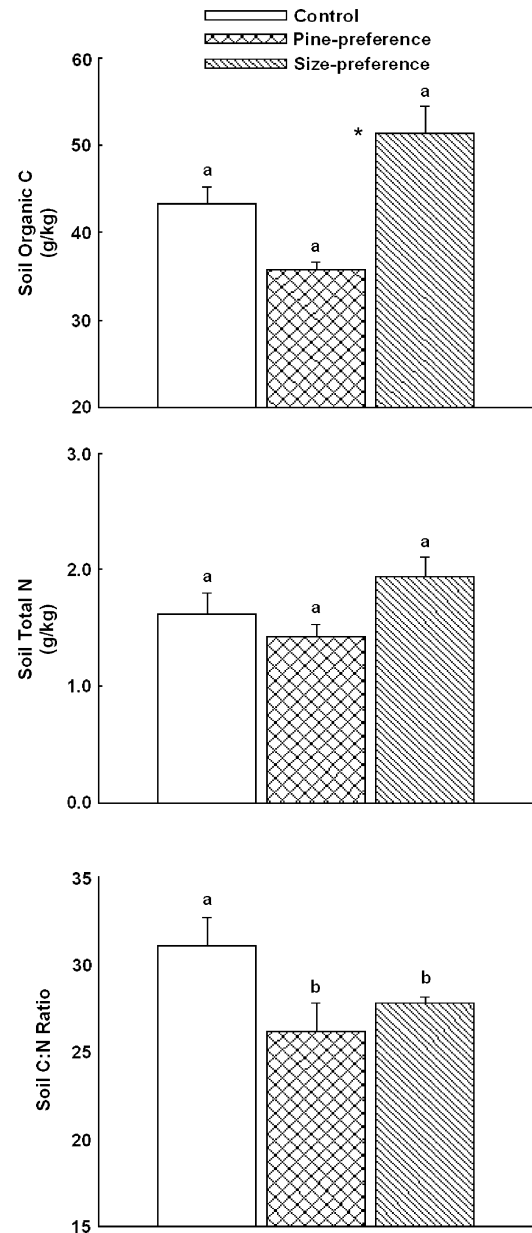 Control
Pine-preference
Size-preference
60
50
40
30
20
Soil Organic C
(g/kg)
a
a
*
a
3.0
2.0
1.0
0.0
Soil Total N
(g/kg)
a
a
a
35
30
25
20
15
Soil C:N Ratio
a
b
b